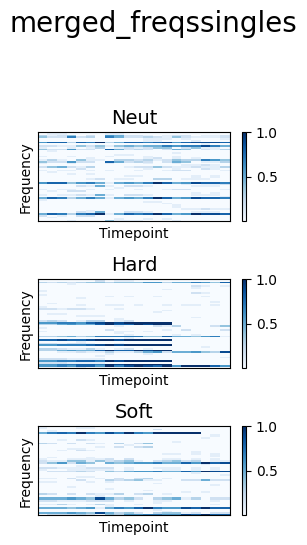 merged_freqssingles
Neut
Frequency
1.0
0.5
Timepoint
Hard
Frequency
1.0
0.5
Timepoint
Soft
Frequency
1.0
0.5
Timepoint